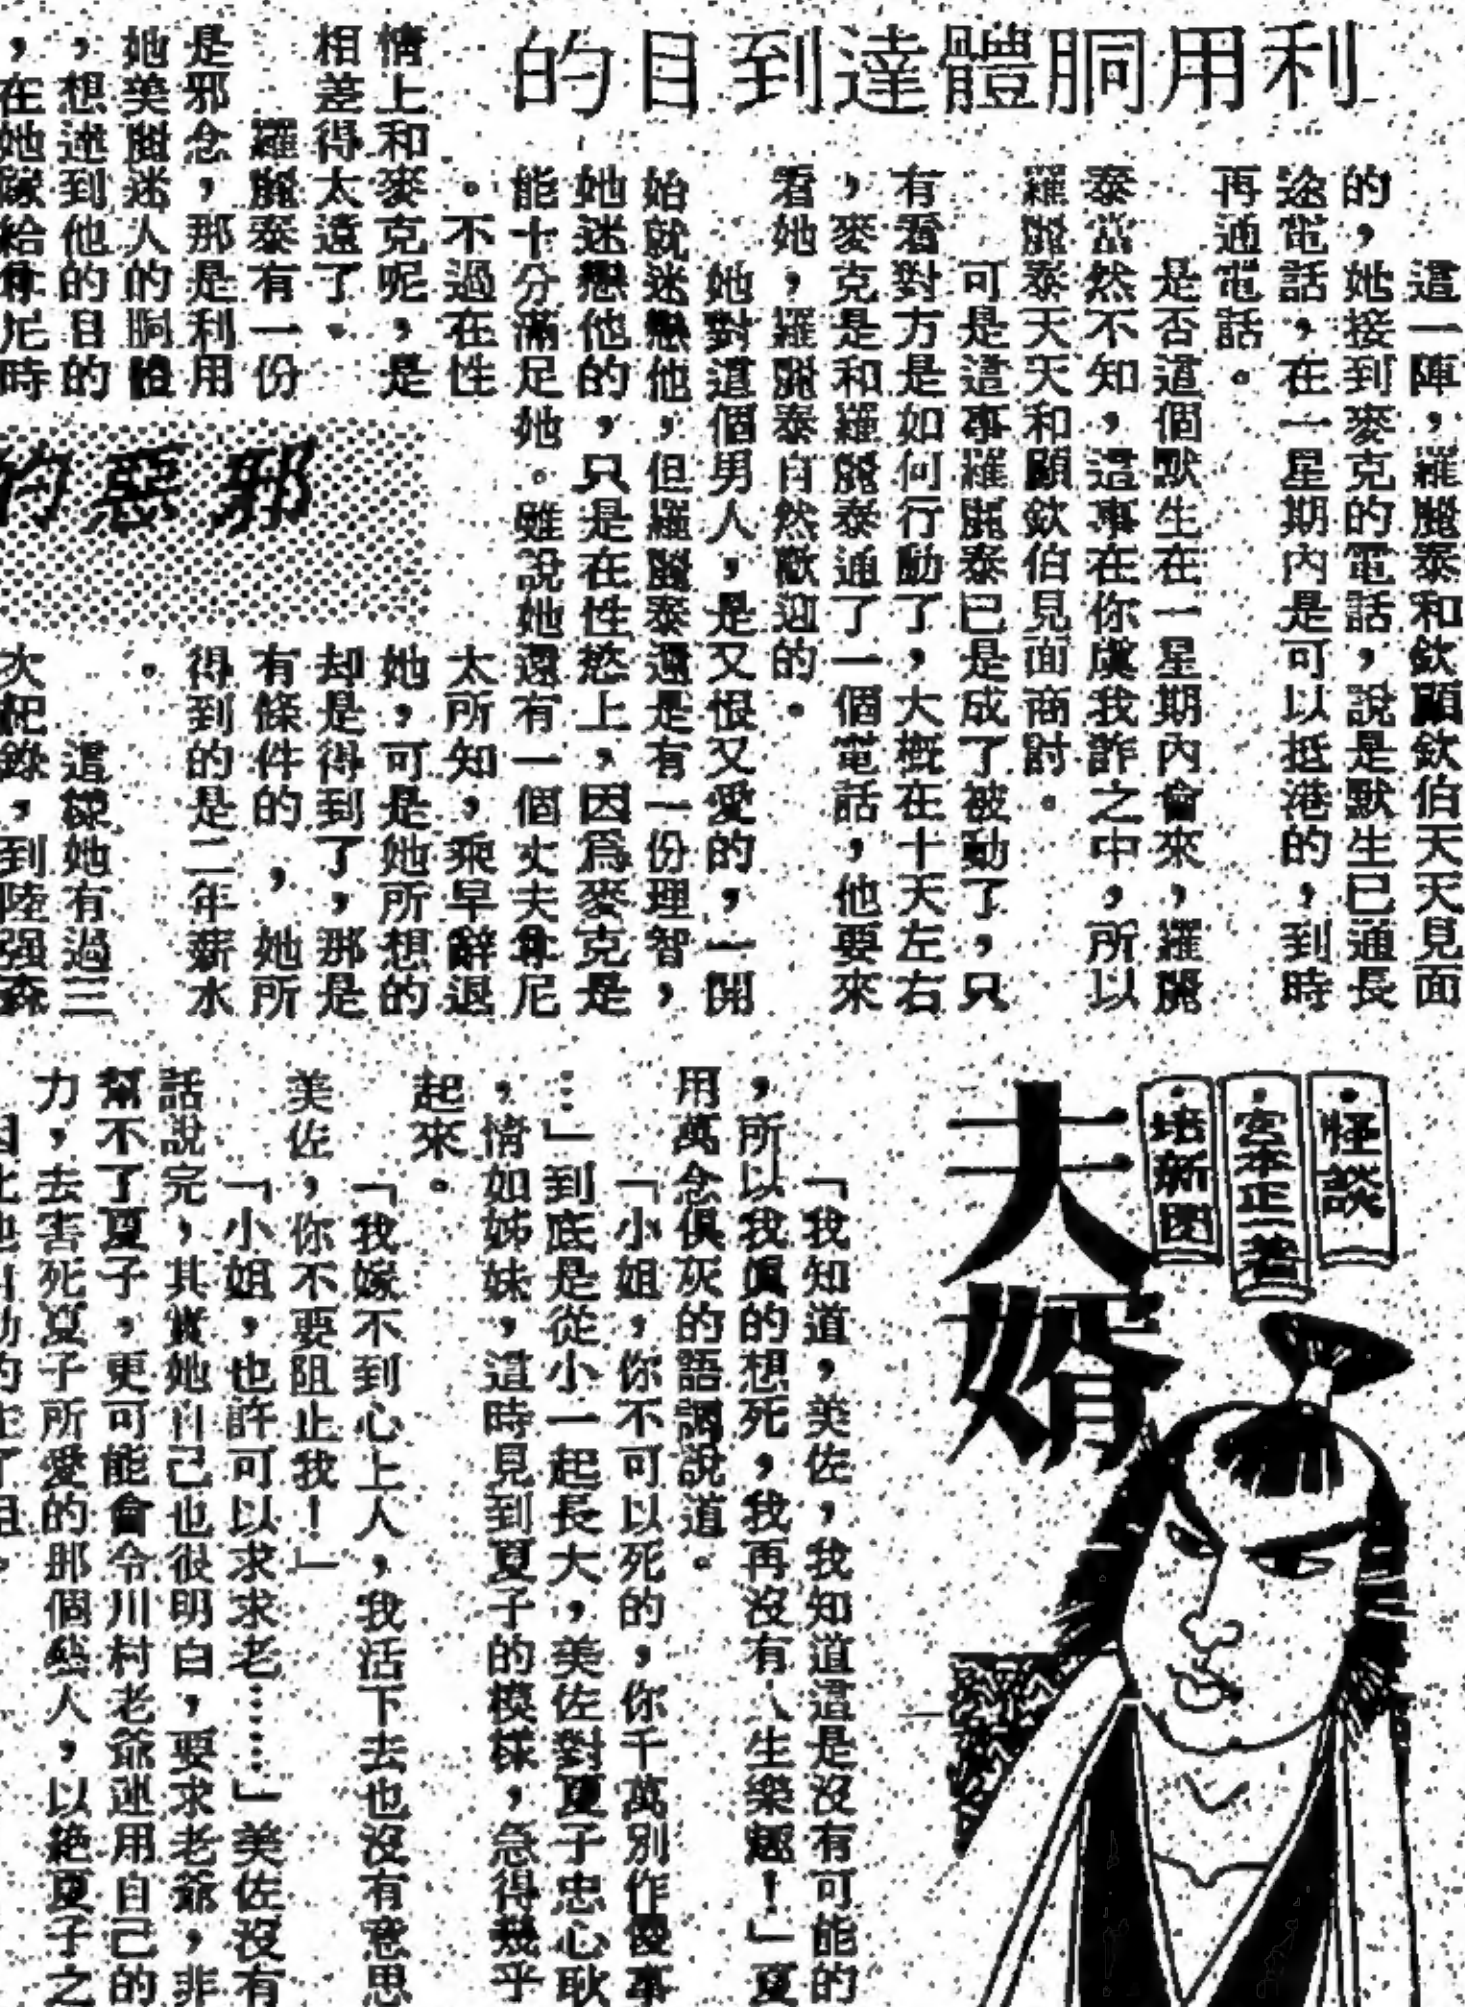 利用胴體達到目的
這一陣，羅麗泰和欽顧欽伯天天見面
的，她接到麥克的電話，說是默生已通長
途電話，在一星期內是可以抵港的，到時
再通電話。
是否這個默生在一星期內會來，羅麗
泰當然不知，這事在你虞我詐之中，所以
羅麗泰天天和顧欽伯見面商討。
可是這事羅麗泰已是成了被動了，只
有看對方是如何行動了，大概在十天左右
，麥克是和羅麗泰通了一個電話，他要來
看她，羅麗泰自然歡迎的。
她對這個男人，是又恨又愛的，一開
始就迷戀他，但羅麗泰還是有一份理智，
她迷戀他的，只是在性慾上，因爲麥克是
能十分滿足她。雖說她還有一個丈夫韋尼
。不過在性
情上和麥克呢，是
相差得太遠了。
羅麗泰有一份
是邪念，那是利用
她美豔迷人的胴體
，想達到他的目的
，在她嫁給韋尼時
邪惡的
太所知，乘早辭退
她，可是她所想的
却是得到了，那是
有條件的，她所
得到的是二年薪水
。
這樣她有過三
次紀錄，到陸强森
怪談
正一著
培新圖
夫婿
「我知道，美佐，我知道這是沒有可能的
，所以我眞的想死，我再沒有人生樂趣！」夏
用萬念俱灰的語調說道。
「小姐，你不可以死的，你千萬別作傻事
…」到底是從小一起長大，美佐對夏子忠心耿
，情如姊妹，這時見到夏子的模樣，急得幾乎
起來。
「我嫁不到心上人，我活下去也沒有意思
美佐，你不要阻止我！」
「小姐，也許可以求求老……」美佐沒有
話說完，其實她自己也很明白，要求老爺，非
幫不了夏子，更可能會令川村老爺運用自己的
力，去害死夏子所愛的那個些人，以絕夏子之